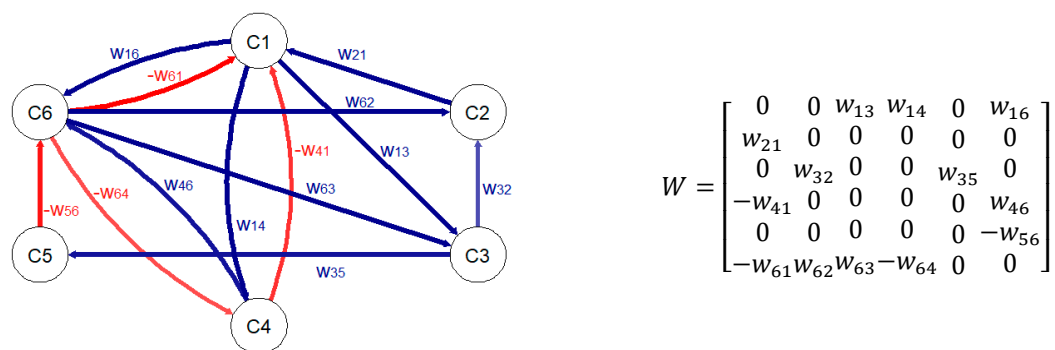 C1
W16
W21
-W61
C6
W62
C2
-W41
W13
W46
W63
W32
-W64
-W56
W14
C5
C3
W35
C4
W = [0 0 w13 w14 0 w16
w21 0 0 0 0 0
0 w32 0 0 w35 0
-w41 0 0 0 0 w46
0 0 0 0 0 -w56
-w61 w62 w63 -w64 0 0]